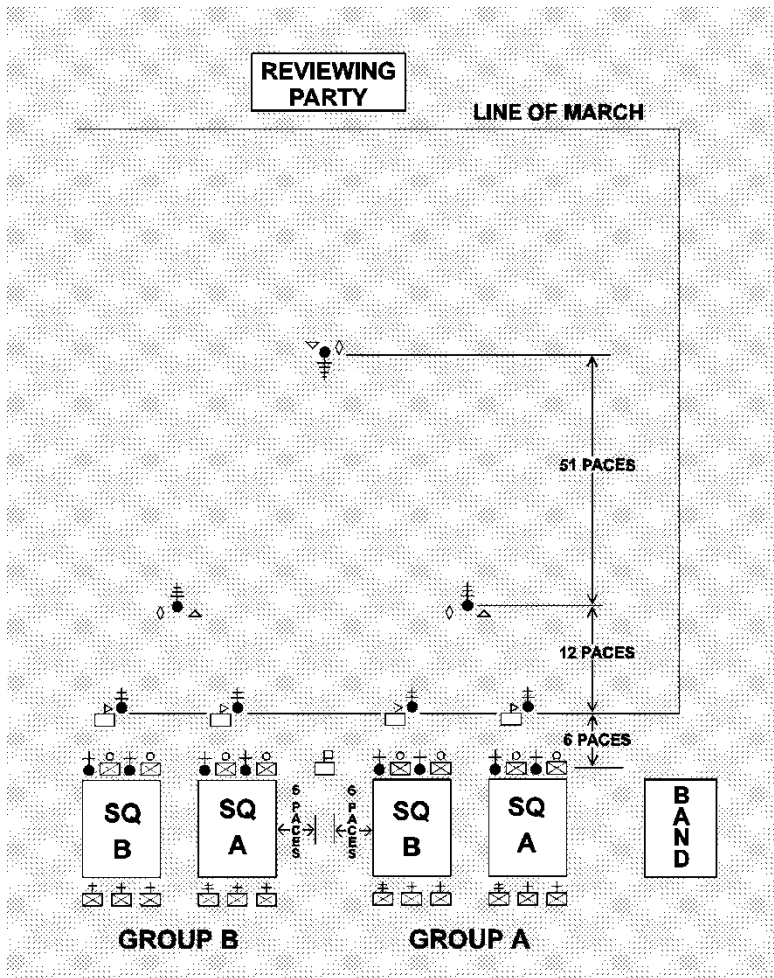 REVIEWING
PARTY
LINE OF MARCH
51 PACES
12 PACES
6 PACES
SQ
B
SQ
A
6 PACES
6 PACES
SQ
B
SQ
A
BAND
GROUP B
GROUP A